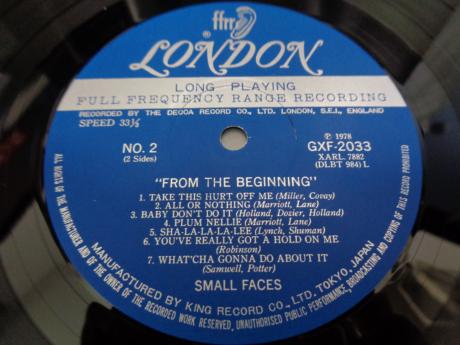 ffrr
LONDON
LONG PLAYING
FULL FREQUENCY RANGE RECORDING
RECORDED BY THE DECCA RECORD CO., LTD. LONDON, S.E.I., ENGLAND
SPEED 33⅓
NO. 2
(2 Sides)
Ⓟ 1978
GXF-2033
XARL. 7882
(DLBT 984) L
"FROM THE BEGINNING"
1. TAKE THIS HURT OFF ME (Miller, Covay)
2. ALL OR NOTHING (Marriott, Lane)
3. BABY DON'T DO IT (Holland, Dozier, Holland)
4. PLUM NELLIE (Marriott, Lane)
5. SHA-LA-LA-LA-LEE (Lynch, Shuman)
6. YOU'VE REALLY GOT A HOLD ON ME
(Robinson)
7. WHAT'CHA GONNA DO ABOUT IT
(Samwell, Potter)
SMALL FACES
MANUFACTURED BY KING RECORD CO., LTD. TOKYO, JAPAN
ALL RIGHTS OF THE MANUFACTURER AND OF THE OWNER OF THE RECORDED WORK RESERVED, UNAUTHORISED PUBLIC PERFORMANCE, BROADCASTING AND COPYING OF THIS RECORD PROHIBITED